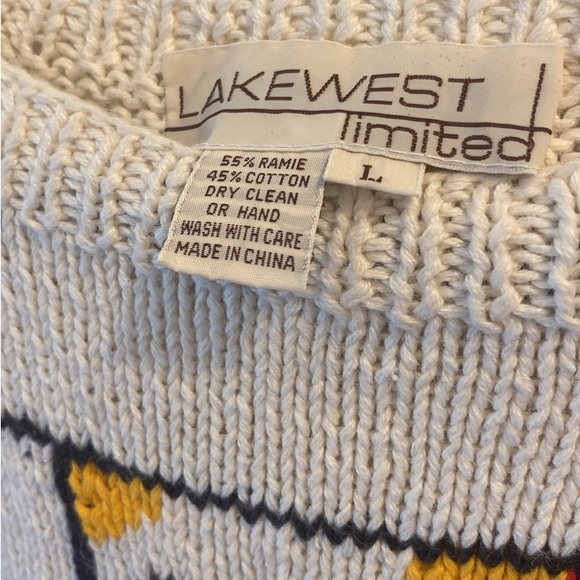 LAKEWEST
limited
L
55% RAMIE
45% COTTON
DRY CLEAN
OR HAND
WASH WITH CARE
MADE IN CHINA